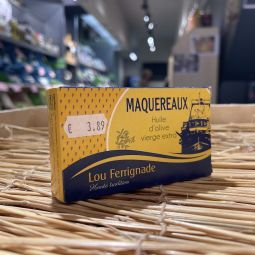 MAQUEREAUX
Huile
d'olive
vierge extra
€ 3.89
Lou Ferrignade